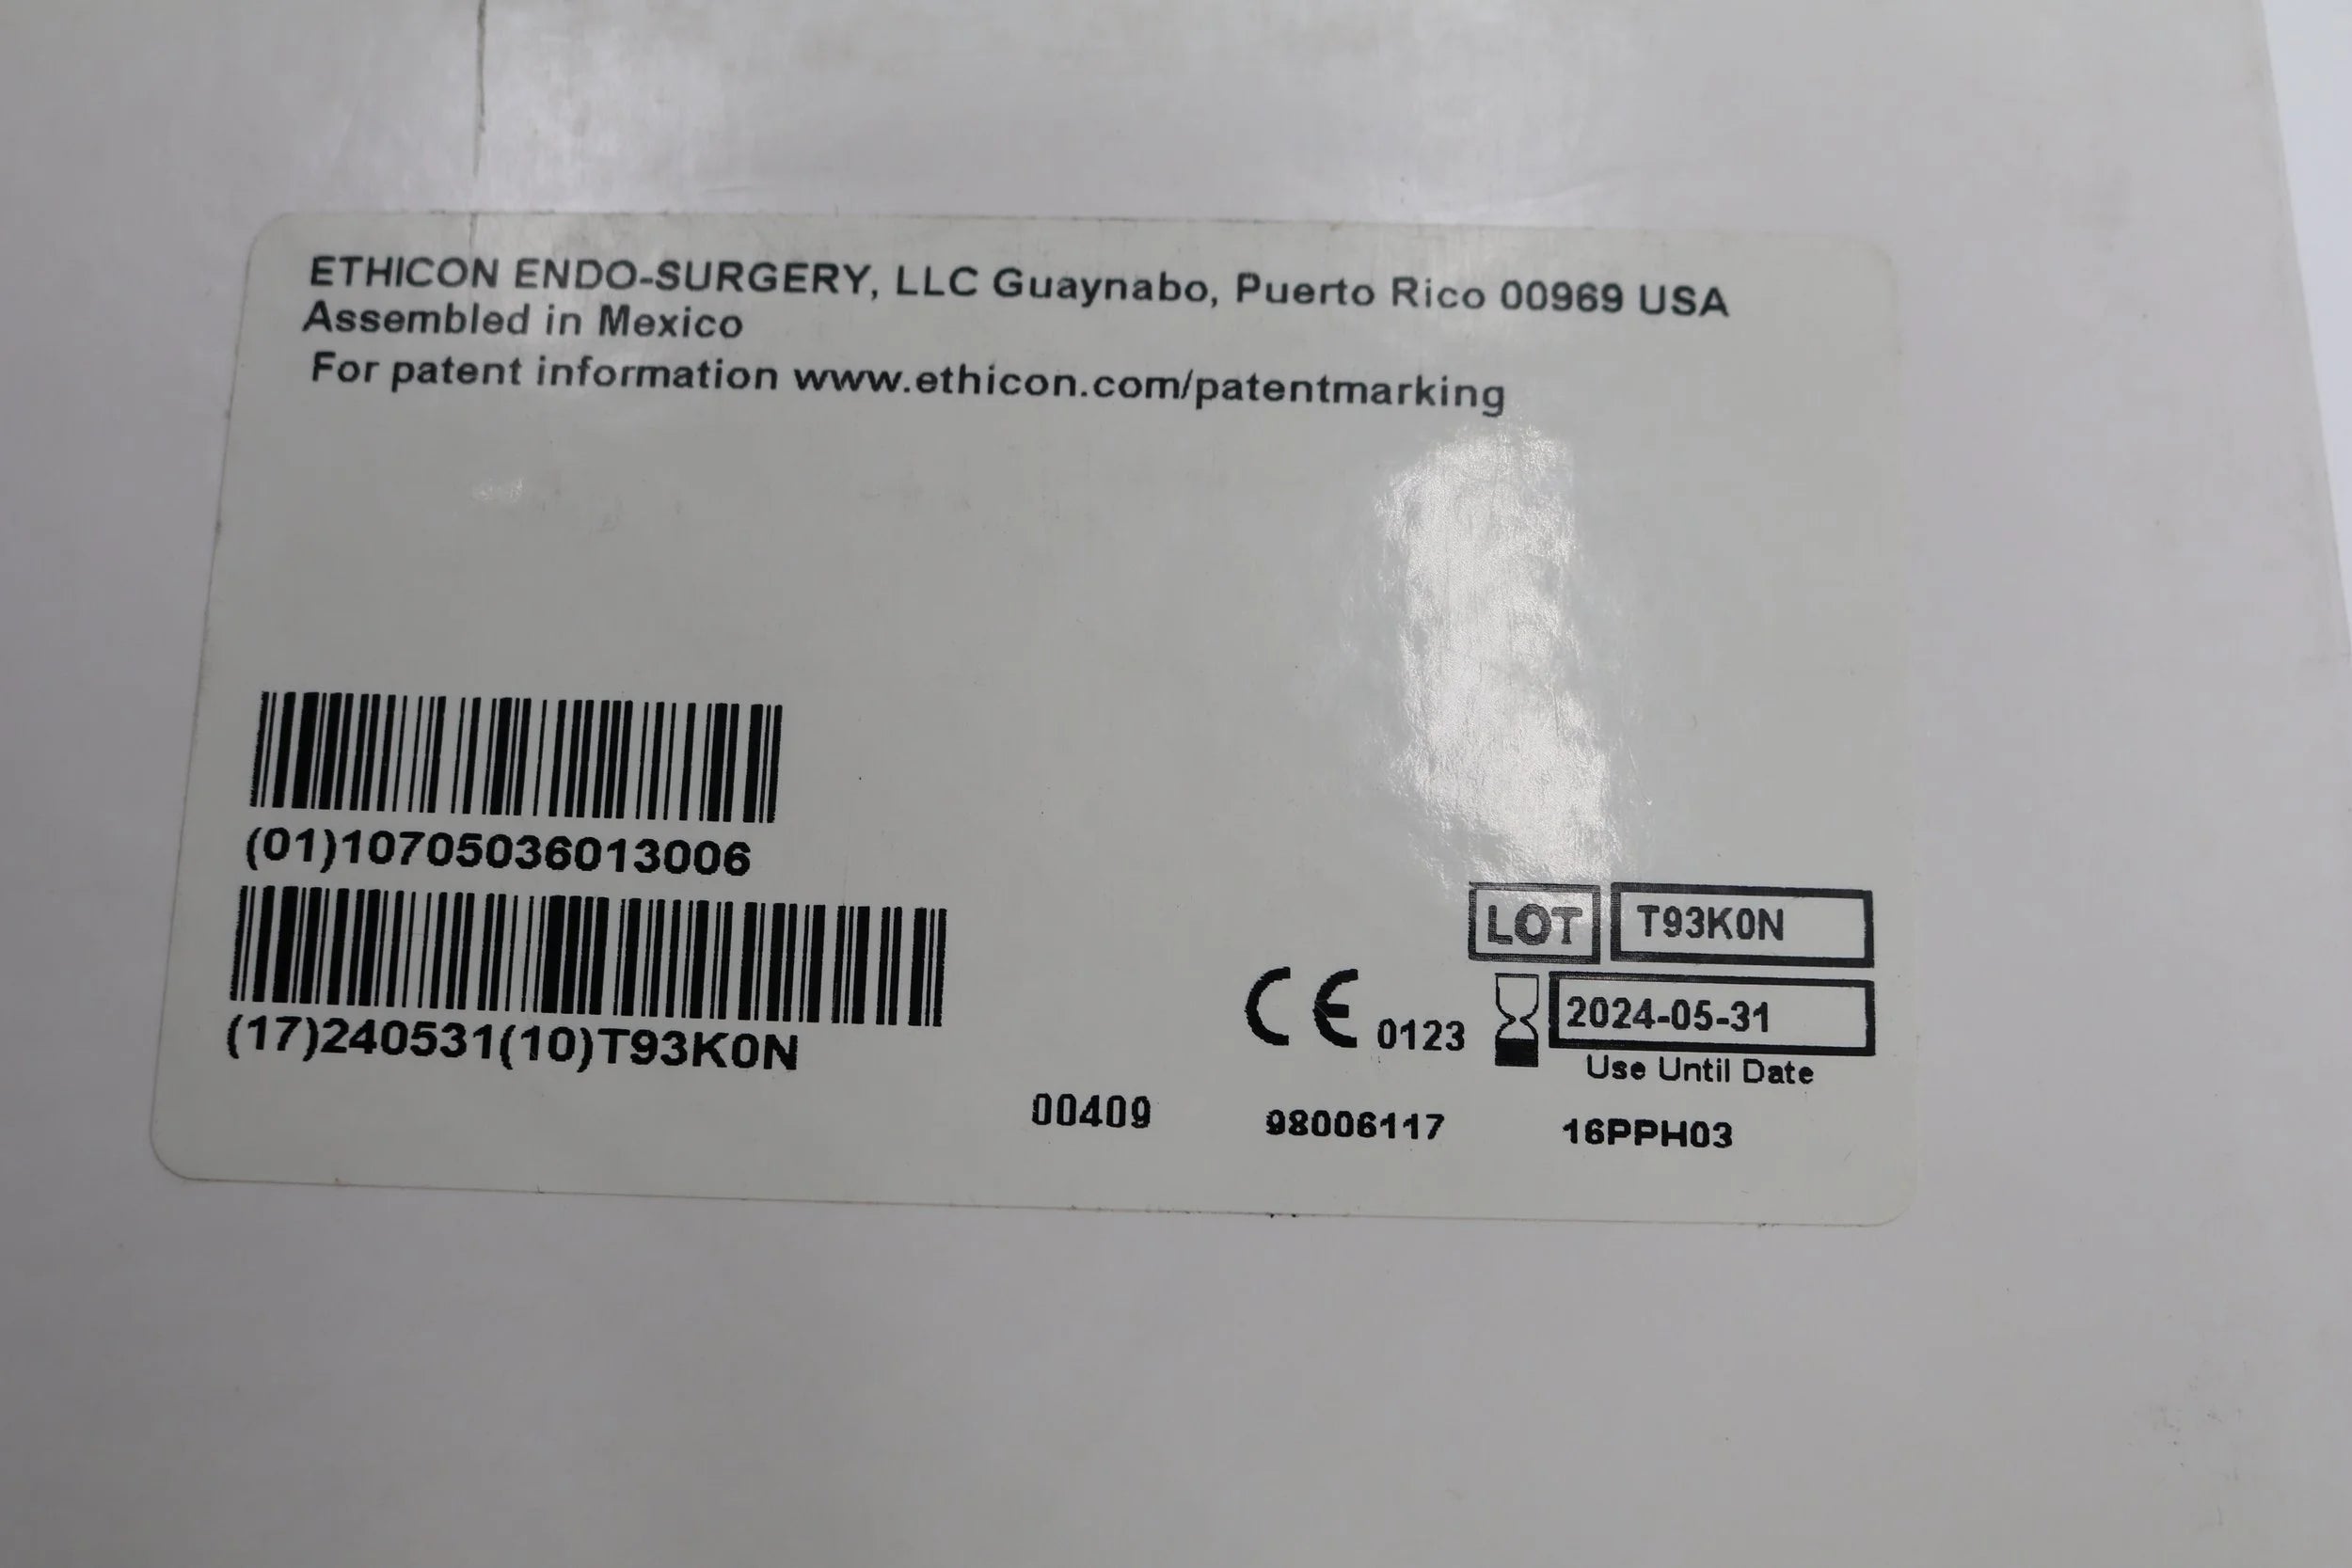 ETHICON ENDO-SURGERY, LLC Guaynabo, Puerto Rico 00969 USA
Assembled in Mexico
For patent information www.ethicon.com/patentmarking
(01)10705036013006
(17)240531(10)T93K0N
LOT T93K0N
CE 0123 2024-05-31
Use Until Date
00409 98006117 16PPH03